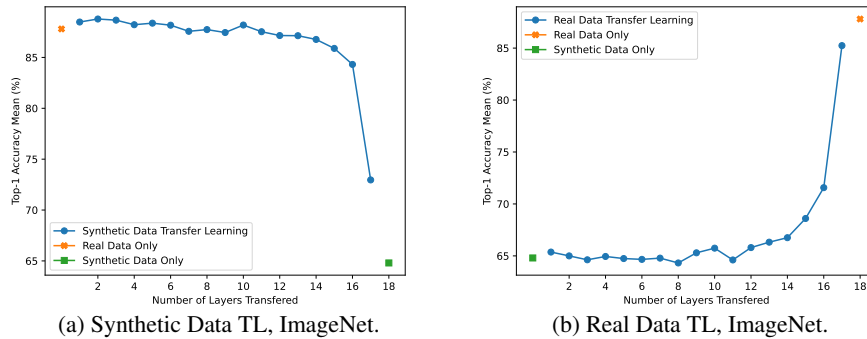 85
80
75
70
65
Top-1 Accuracy Mean (%)
Synthetic Data Transfer Learning
Real Data Only
Synthetic Data Only
2 4 6 8 10 12 14 16 18
Number of Layers Transfered
(a) Synthetic Data TL, ImageNet.
85
80
75
70
65
Top-1 Accuracy Mean (%)
Real Data Transfer Learning
Real Data Only
Synthetic Data Only
2 4 6 8 10 12 14 16 18
Number of Layers Transfered
(b) Real Data TL, ImageNet.